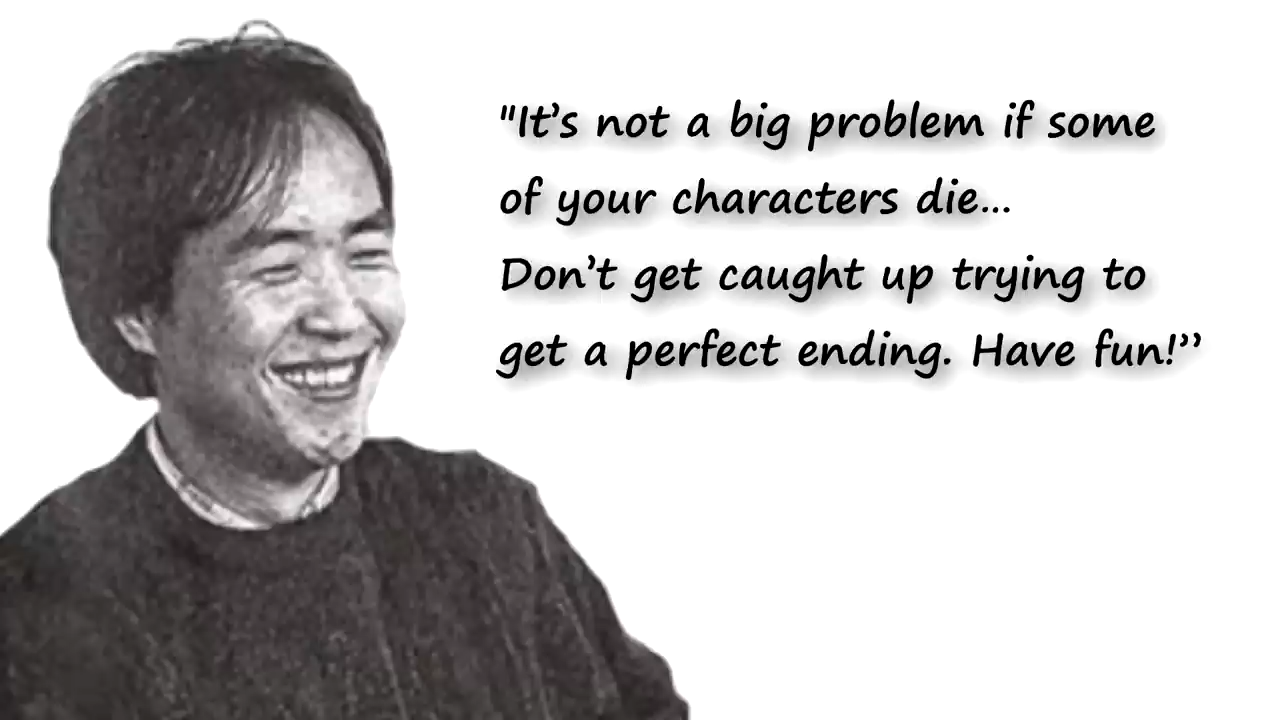 "It’s not a big problem if some
of your characters die...
Don’t get caught up trying to
get a perfect ending. Have fun!”